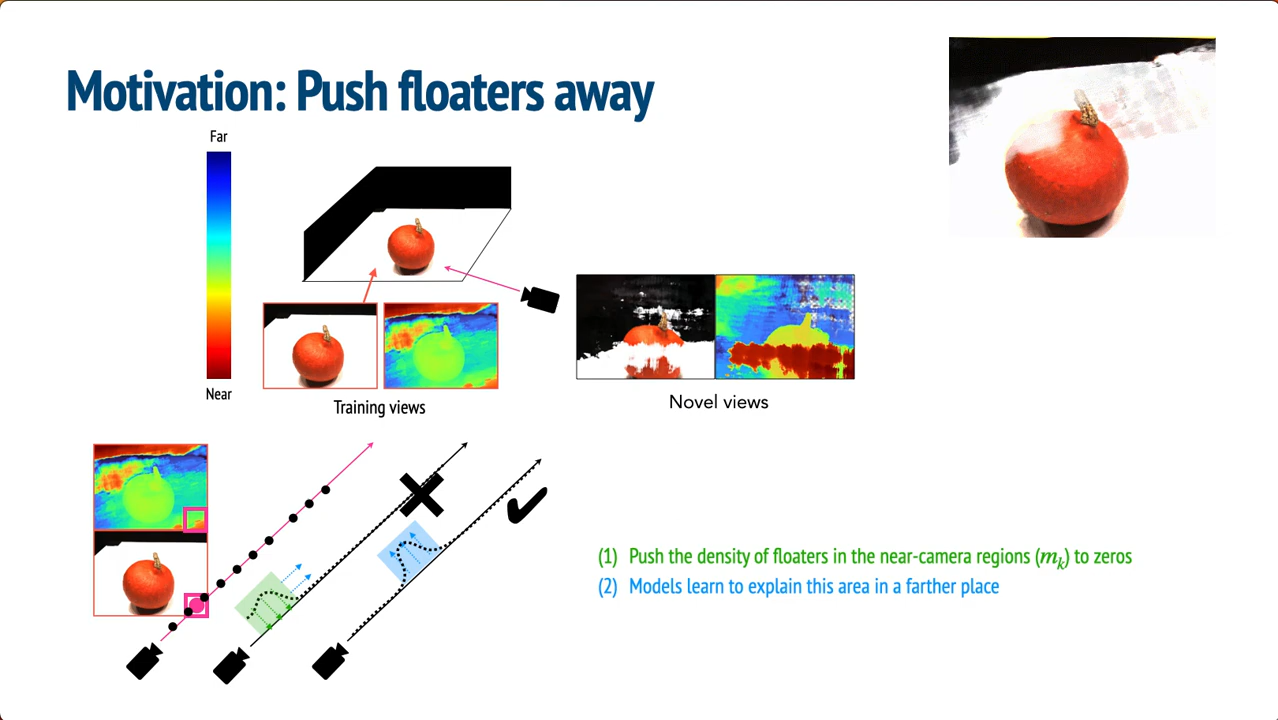 Motivation: Push floaters away
Far
Near
Training views
Novel views
(1) Push the density of floaters in the near-camera regions (mₖ) to zeros
(2) Models learn to explain this area in a farther place